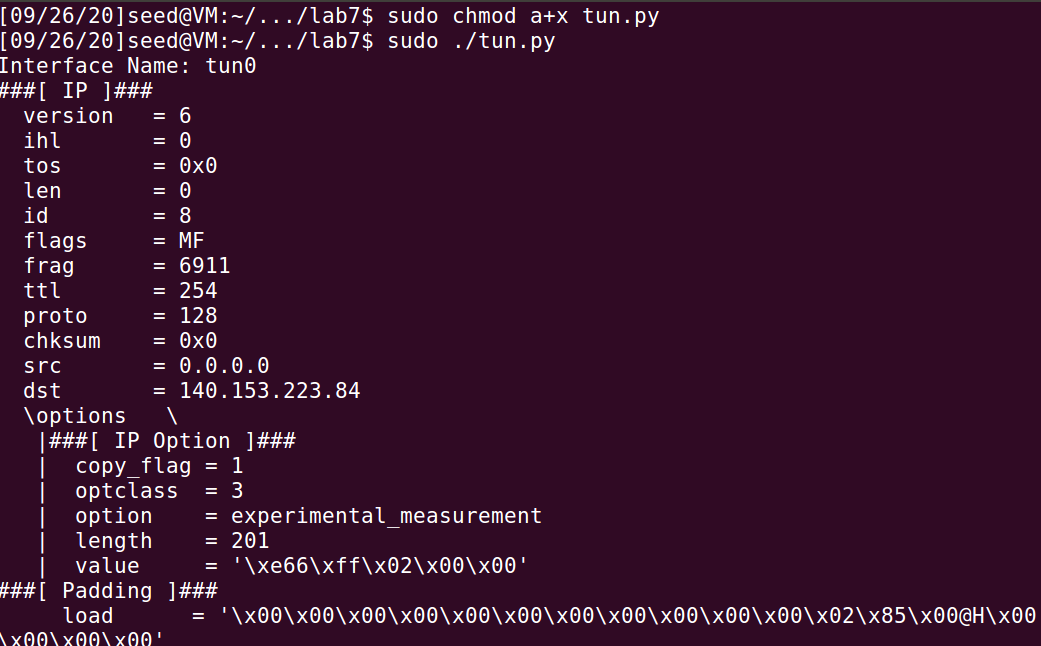 [09/26/20]seed@VM:~/.../lab7$ sudo chmod a+x tun.py
[09/26/20]seed@VM:~/.../lab7$ sudo ./tun.py
Interface Name: tun0
###[ IP ]###
  version   = 6
  ihl       = 0
  tos       = 0x0
  len       = 0
  id        = 8
  flags     = MF
  frag      = 6911
  ttl       = 254
  proto     = 128
  chksum    = 0x0
  src       = 0.0.0.0
  dst       = 140.153.223.84
  \options   \
   |###[ IP Option ]###
   |  copy_flag = 1
   |  optclass  = 3
   |  option    = experimental_measurement
   |  length    = 201
   |  value     = '\xe66\xff\x02\x00\x00'
###[ Padding ]###
     load      = '\x00\x00\x00\x00\x00\x00\x00\x00\x00\x00\x00\x02\x85\x00@H\x00
\x00\x00\x00'